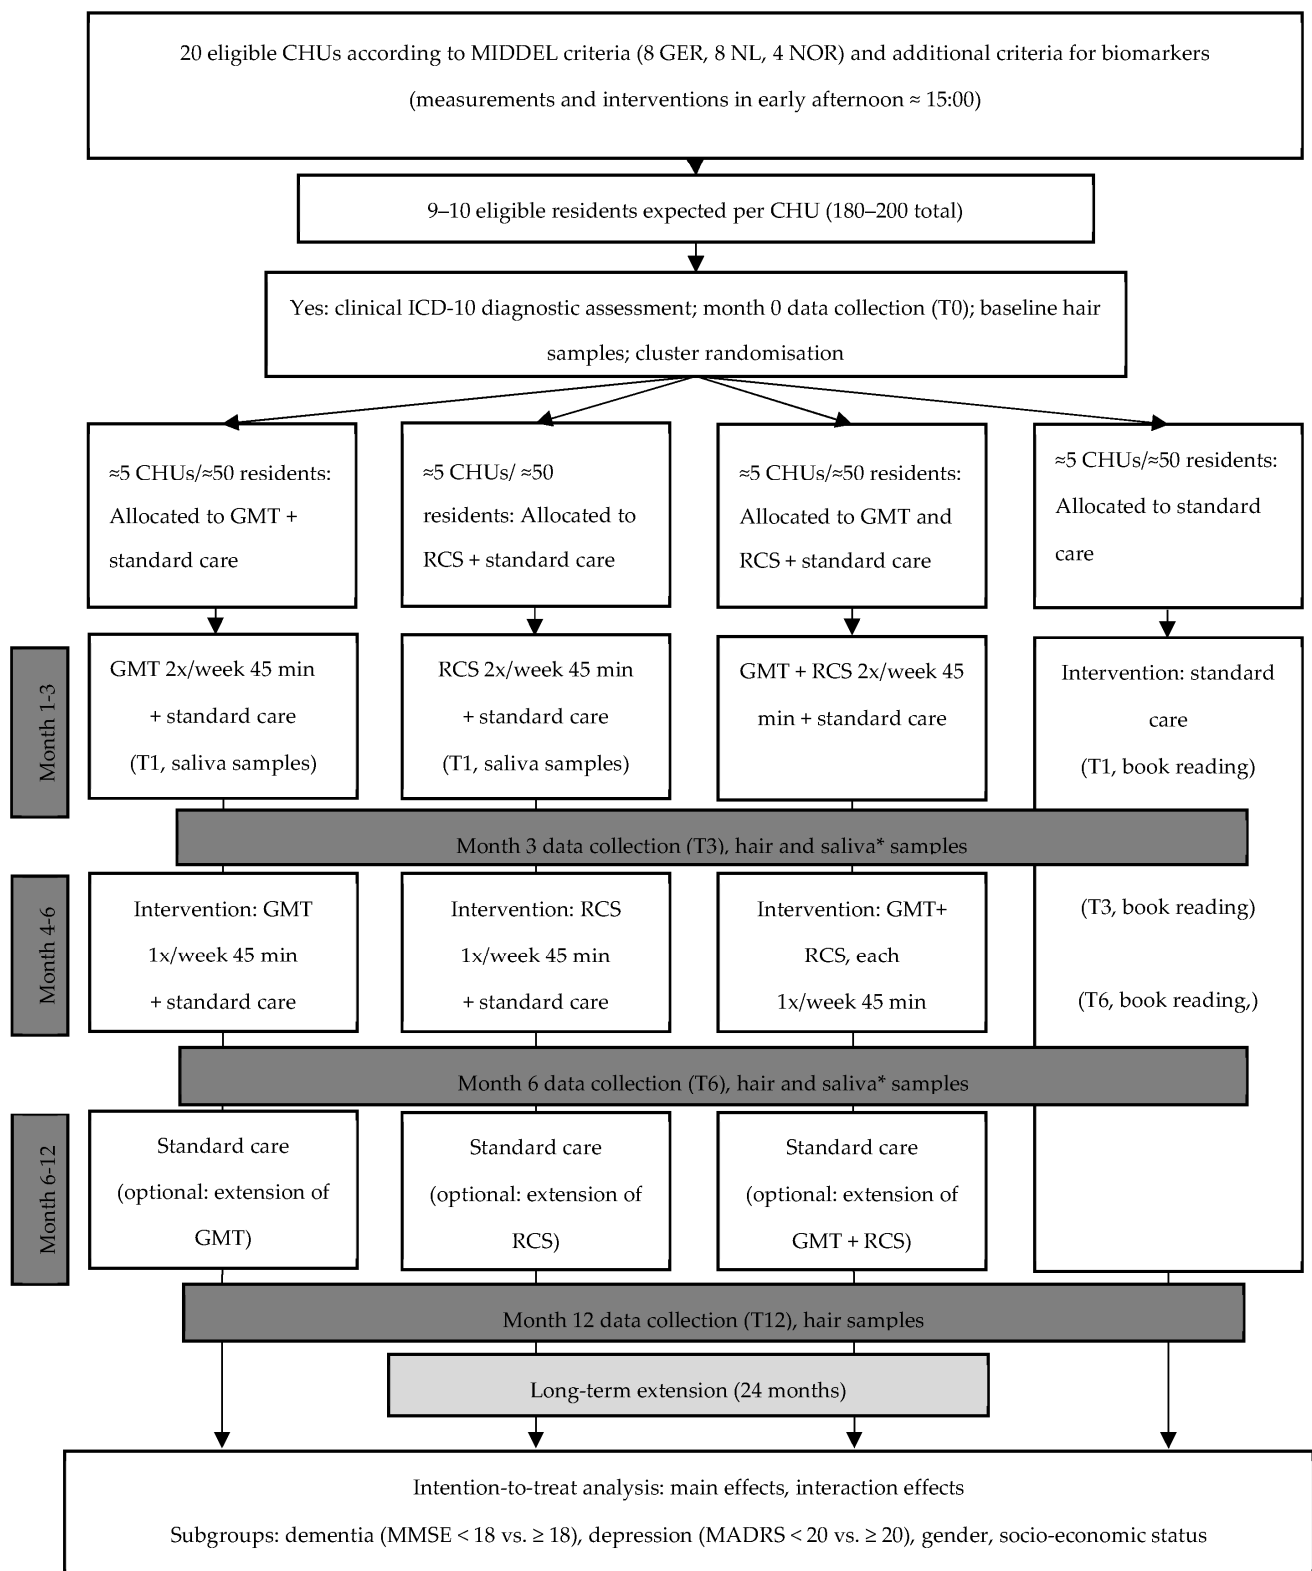 20 eligible CHUs according to MIDDEL criteria (8 GER, 8 NL, 4 NOR) and additional criteria for biomarkers
(measurements and interventions in early afternoon ≈ 15:00)
9–10 eligible residents expected per CHU (180–200 total)
Yes: clinical ICD-10 diagnostic assessment; month 0 data collection (T0); baseline hair
samples; cluster randomisation
≈5 CHUs/≈50 residents:
Allocated to GMT +
standard care
≈5 CHUs/ ≈50
residents: Allocated to
RCS + standard care
≈5 CHUs/≈50 residents:
Allocated to GMT and
RCS + standard care
≈5 CHUs/≈50 residents:
Allocated to standard
care
Month 1-3
GMT 2x/week 45 min
+ standard care
(T1, saliva samples)
RCS 2x/week 45 min
+ standard care
(T1, saliva samples)
GMT + RCS 2x/week 45
min + standard care
Intervention: standard
care
(T1, book reading)
Month 3 data collection (T3), hair and saliva* samples
Month 4-6
Intervention: GMT
1x/week 45 min
+ standard care
Intervention: RCS
1x/week 45 min
+ standard care
Intervention: GMT+
RCS, each
1x/week 45 min
(T3, book reading)
(T6, book reading,)
Month 6 data collection (T6), hair and saliva* samples
Month 6-12
Standard care
(optional: extension of
GMT)
Standard care
(optional: extension of
RCS)
Standard care
(optional: extension of
GMT + RCS)
Month 12 data collection (T12), hair samples
Long-term extension (24 months)
Intention-to-treat analysis: main effects, interaction effects
Subgroups: dementia (MMSE < 18 vs. ≥ 18), depression (MADRS < 20 vs. ≥ 20), gender, socio-economic status